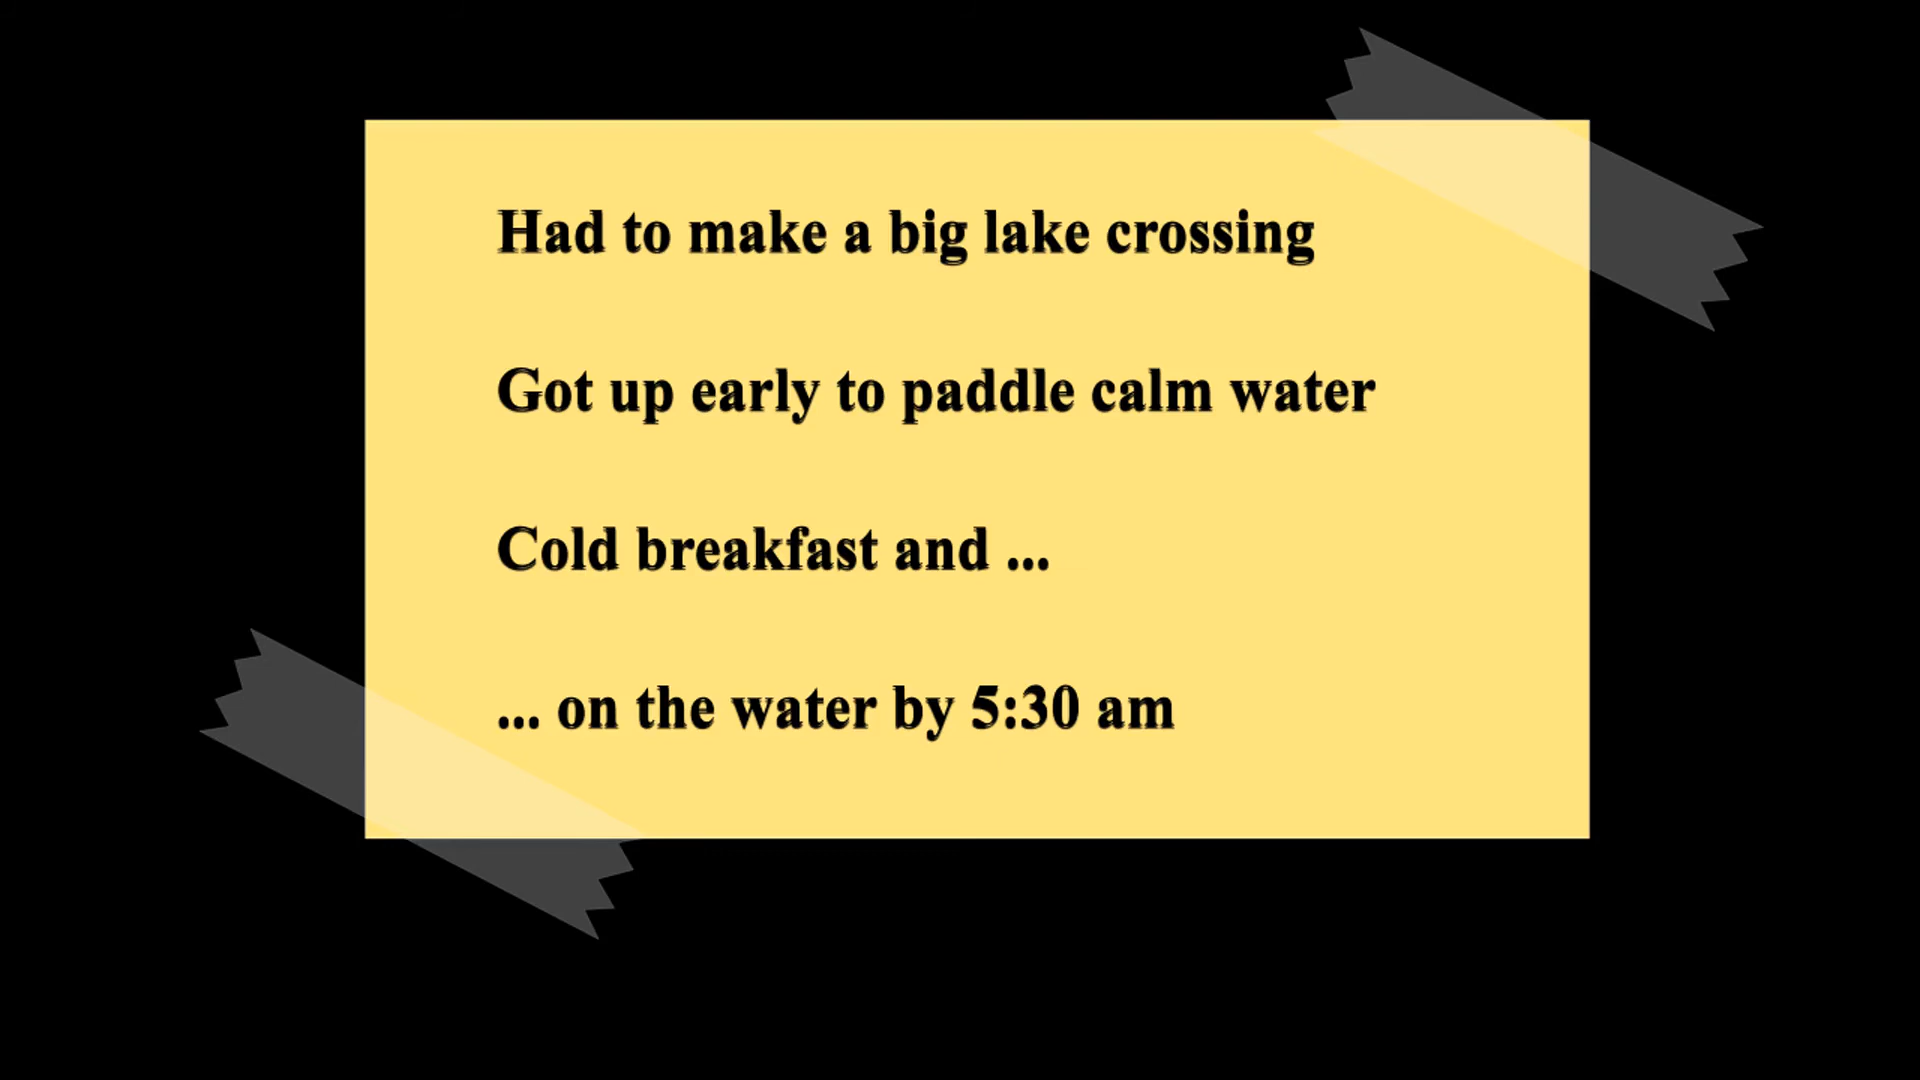 Had to make a big lake crossing
Got up early to paddle calm water
Cold breakfast and ...
... on the water by 5:30 am